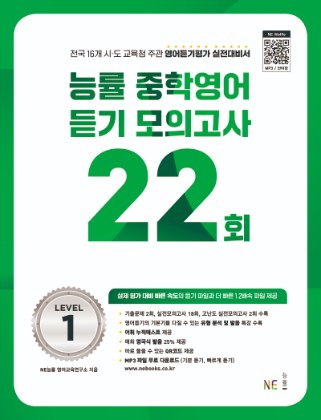 전국 16개 시·도 교육청 주관 영어듣기평가 실전대비서
NE Waffle
MP3 / 전매점
능률 중학영어
듣기 모의고사
22회
실제 평가 대비 빠른 속도의 듣기 파일과 더 빠른 1.2배속 파일 제공
• 기출문제 2회, 실전모의고사 18회, 고난도 실전모의고사 2회 수록
• 영어듣기의 기본기를 다질 수 있는 유형 분석 및 발음 특강 수록
• 어휘 누적테스트 제공
• 매회 영국식 발음 25% 제공
• 바로 들을 수 있는 QR코드 제공
• MP3 파일 무료 다운로드 (기본 듣기, 빠르게 듣기)
www.nebooks.co.kr
LEVEL
1
NE능률 영어교육연구소 지음
NE 능률